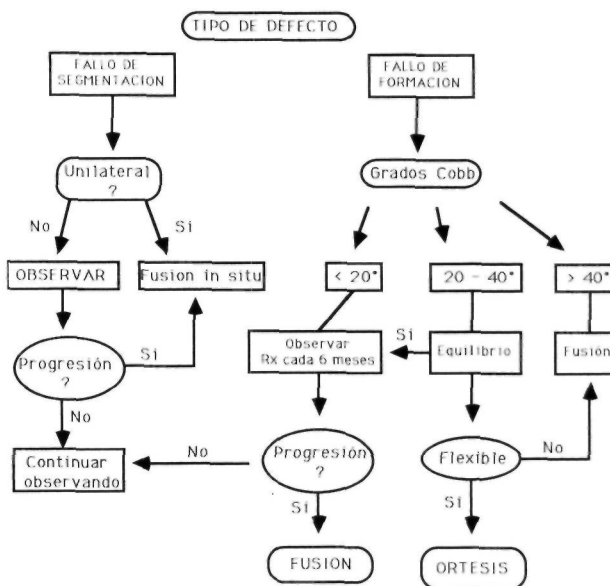 TIPO DE DEFECTO
FALLO DE
SEGMENTACION
FALLO DE
FORMACION
Unilateral
?
Grados Cobb
No
Si
OBSERVAR
Fusion in situ
< 20°
20 - 40°
> 40°
Progresión
?
Si
Observar
Rx cada 6 meses
Si
Equilibrio
Fusión
No
Continuar
observando
No
Progresión
?
Flexible
No
Si
Si
FUSION
ORTESIS